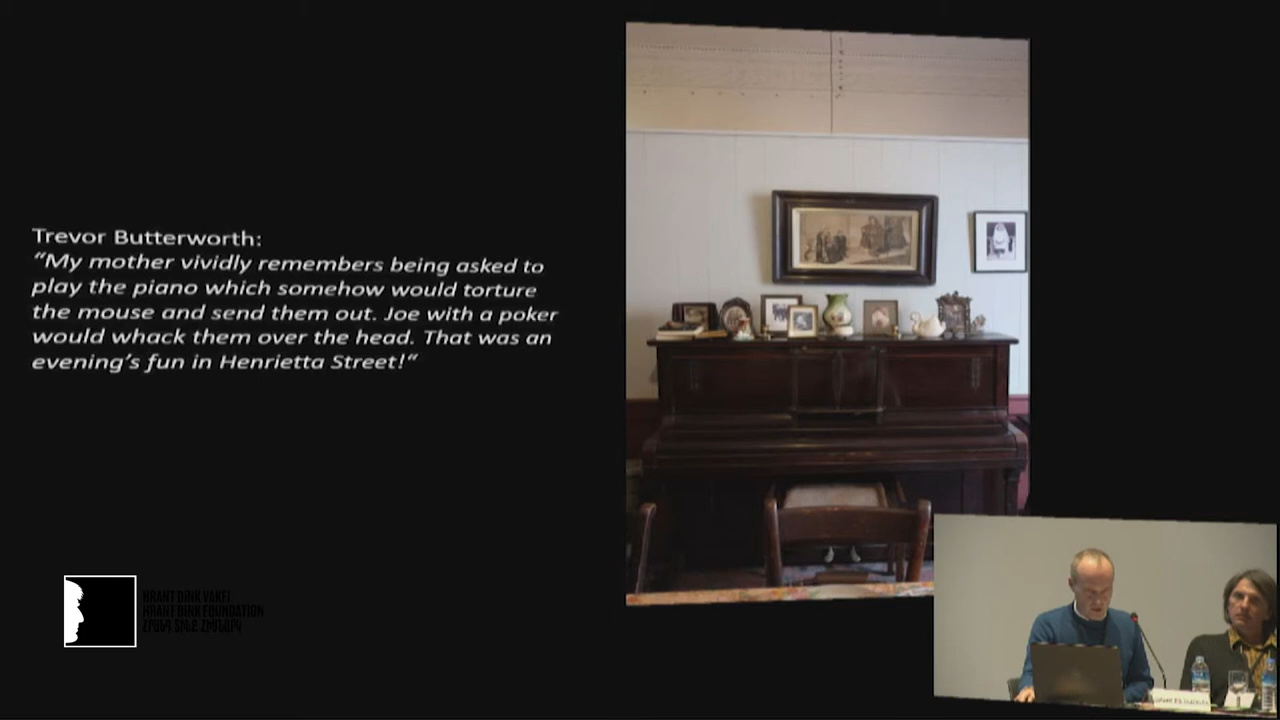 Trevor Butterworth:
“My mother vividly remembers being asked to
play the piano which somehow would torture
the mouse and send them out. Joe with a poker
would whack them over the head. That was an
evening’s fun in Henrietta Street!“
HRANT DİNK VAKFI
HRANT DINK FOUNDATION